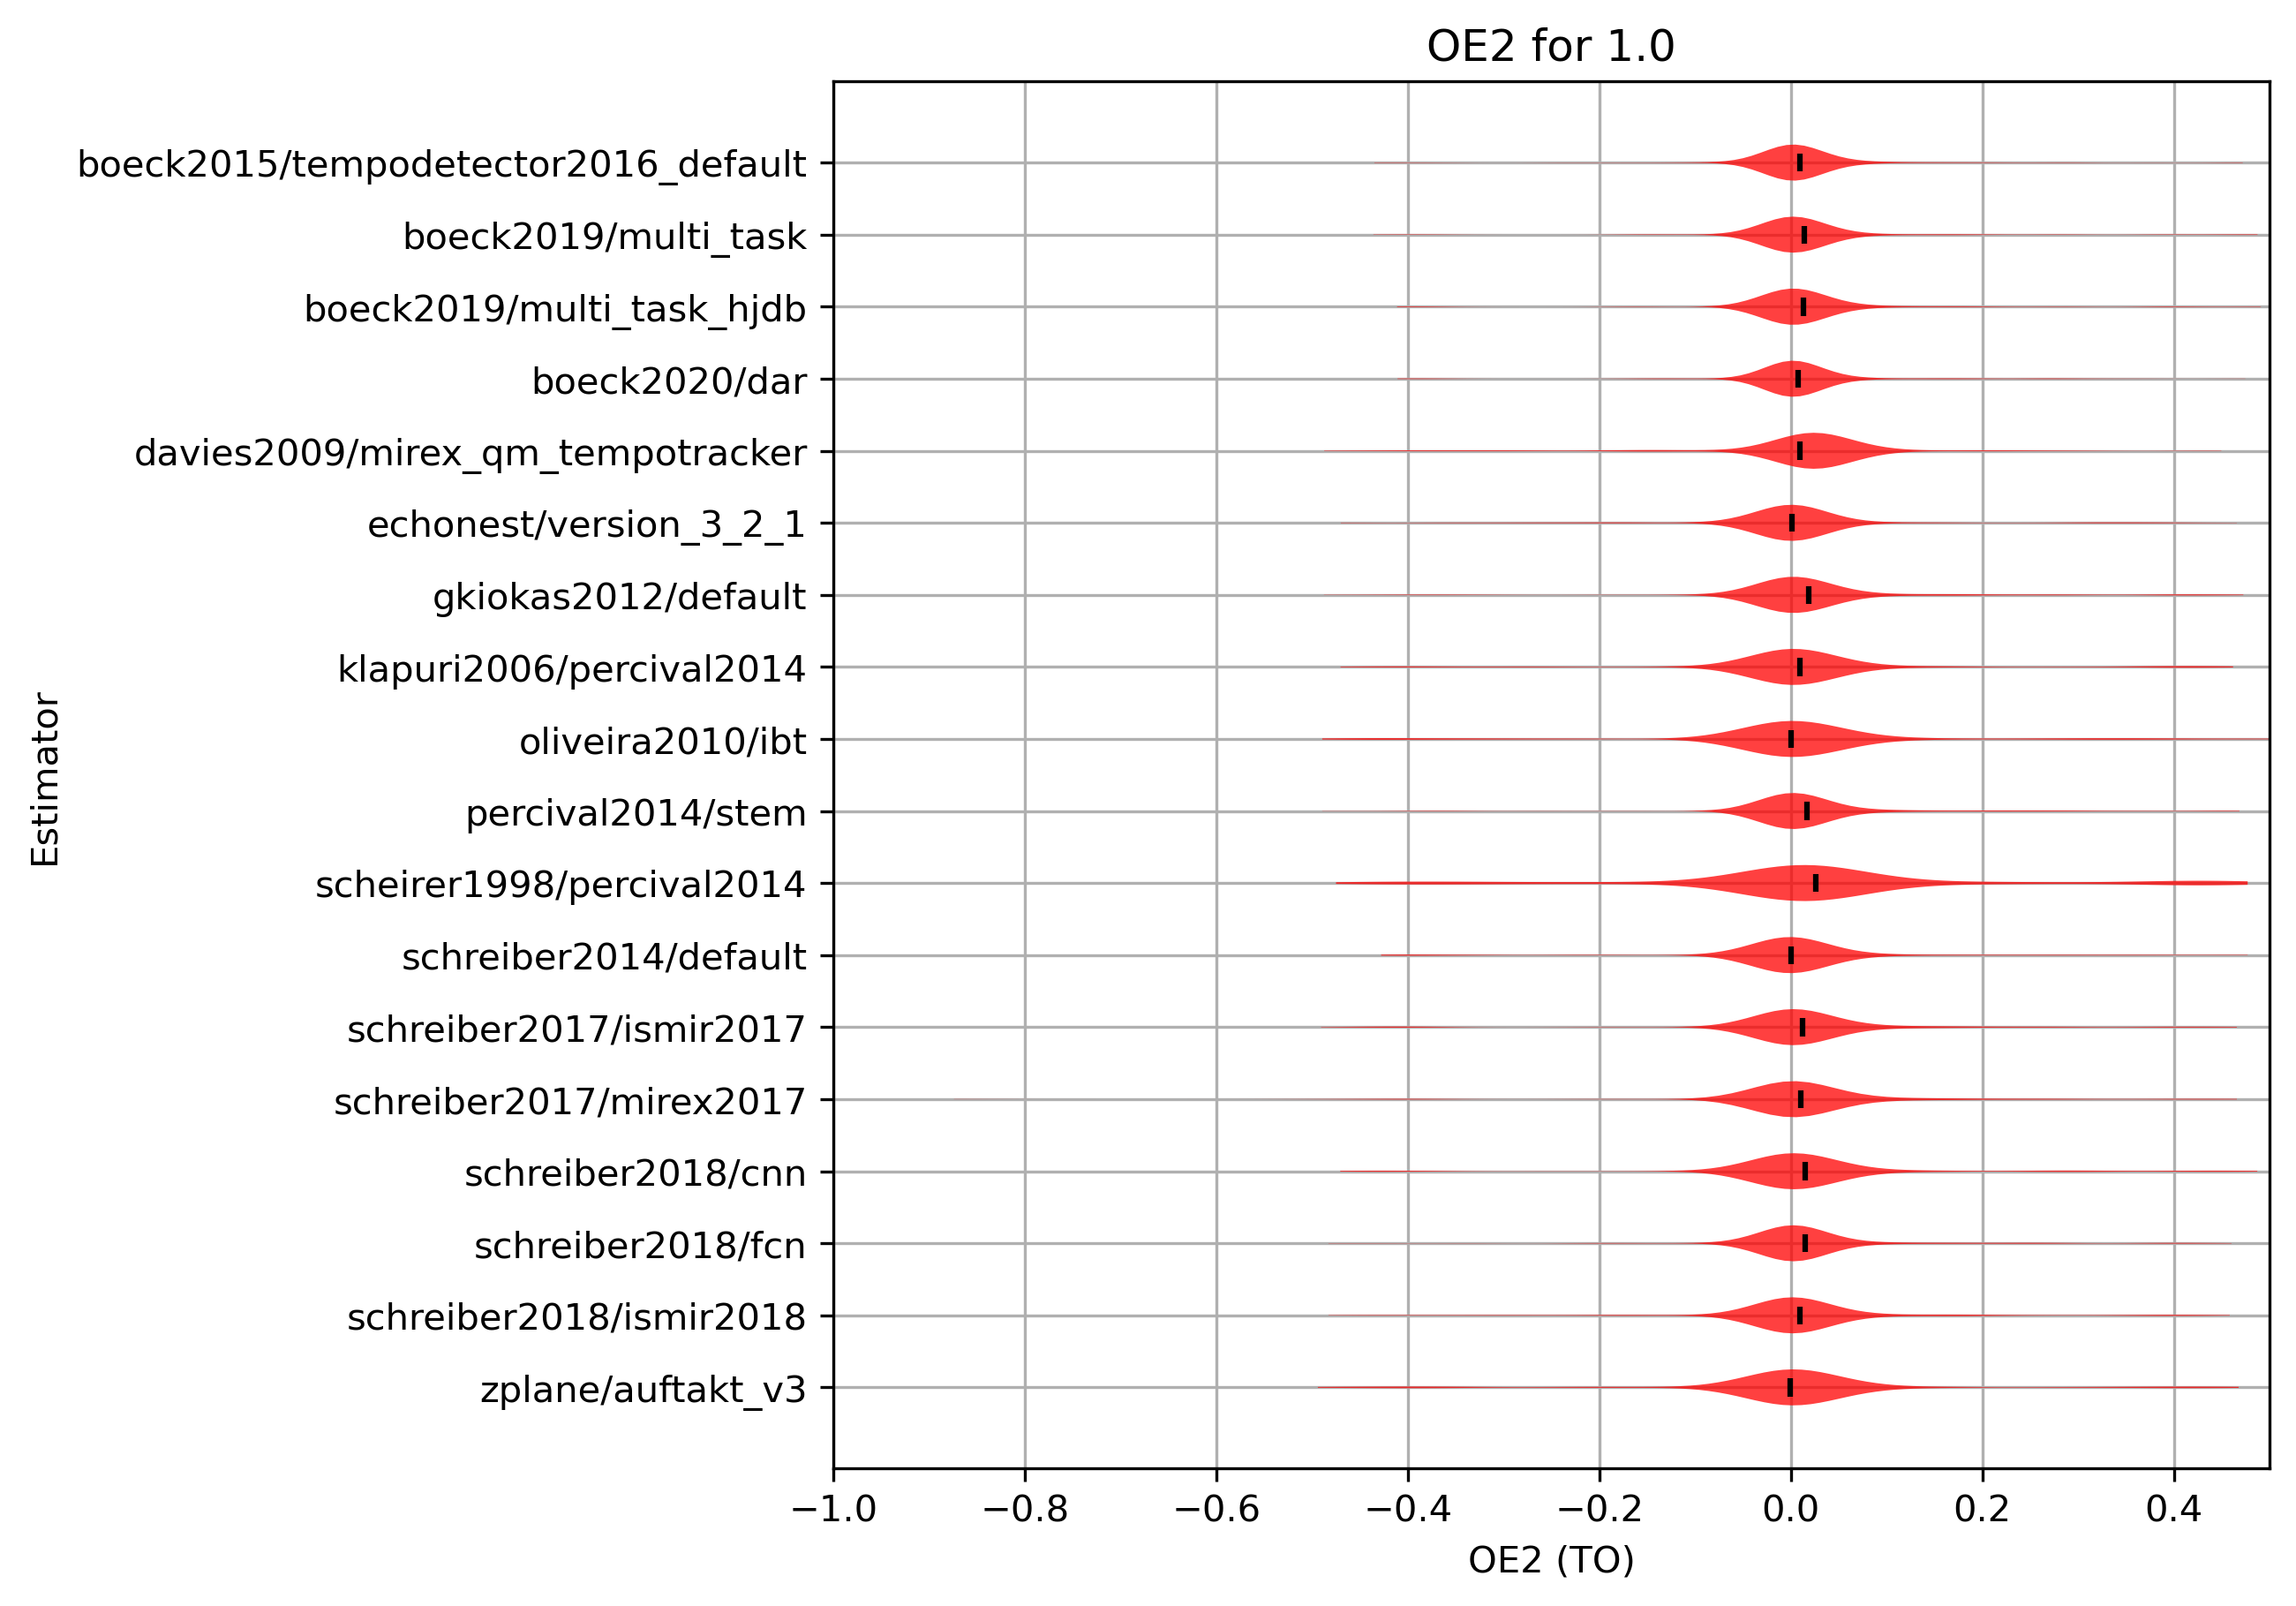 OE2 for 1.0
boeck2015/tempodetector2016_default
boeck2019/multi_task
boeck2019/multi_task_hjdb
boeck2020/dar
davies2009/mirex_qm_tempotracker
echonest/version_3_2_1
gkiokas2012/default
klapuri2006/percival2014
oliveira2010/ibt
percival2014/stem
scheirer1998/percival2014
schreiber2014/default
schreiber2017/ismir2017
schreiber2017/mirex2017
schreiber2018/cnn
schreiber2018/fcn
schreiber2018/ismir2018
zplane/auftakt_v3
Estimator
−1.0 −0.8 −0.6 −0.4 −0.2 0.0 0.2 0.4
OE2 (TO)